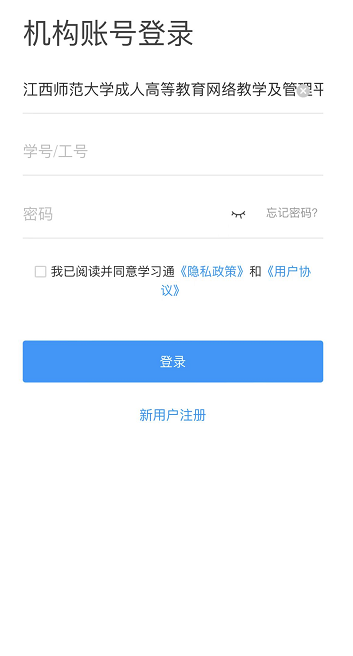 机构账号登录
江西师范大学成人高等教育网络教学及管理平
学号/工号
密码
忘记密码?
我已阅读并同意学习通《隐私政策》和《用户协
议》
登录
新用户注册